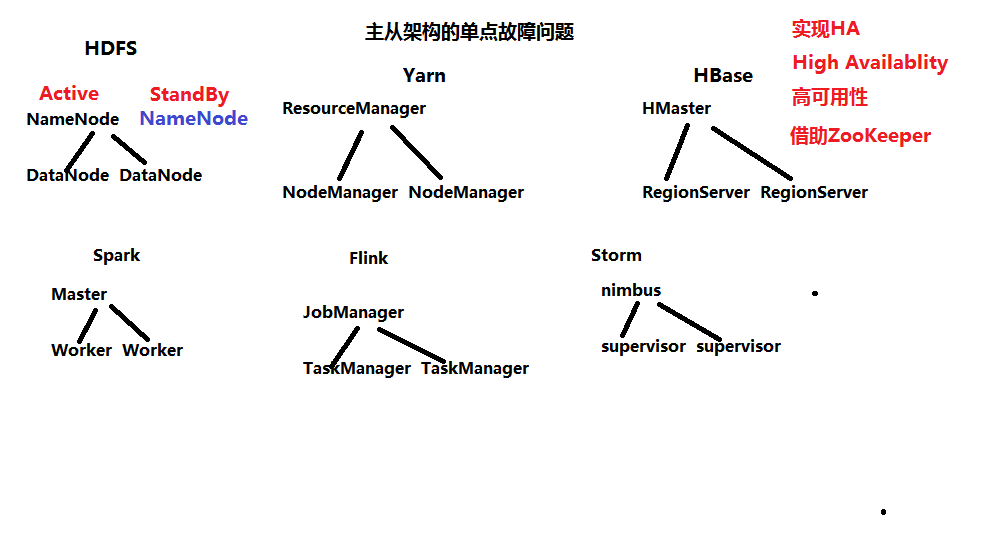 主从架构的单点故障问题
实现HA
High Availablity
高可用性
借助ZooKeeper
HDFS
Active StandBy
NameNode NameNode
DataNode DataNode
Yarn
ResourceManager
NodeManager NodeManager
HBase
HMaster
RegionServer RegionServer
Spark
Master
Worker Worker
Flink
JobManager
TaskManager TaskManager
Storm
nimbus
supervisor supervisor